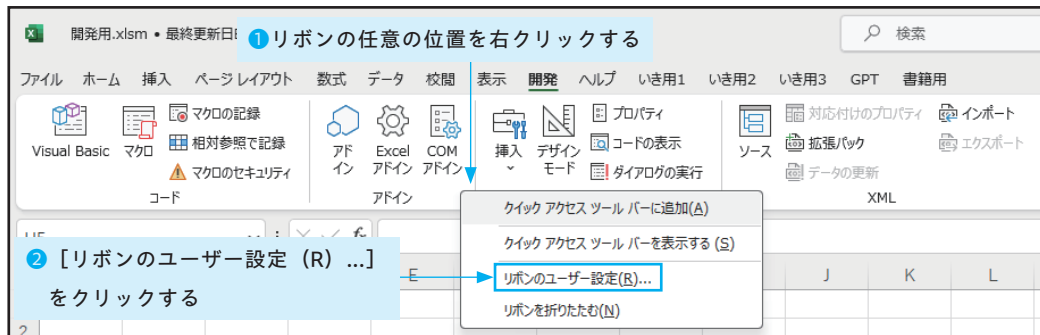 開発用.xlsm • 最終更新日
❶リボンの任意の位置を右クリックする
検索
ファイル ホーム 挿入 ページ レイアウト 数式 データ 校閲 表示 開発 ヘルプ いき用1 いき用2 いき用3 GPT 書籍用
Visual Basic
マクロ
マクロの記録
相対参照で記録
マクロのセキュリティ
コード
アド
イン
Excel
アドイン
COM
アドイン
アドイン
挿入
デザイン
モード
プロパティ
コードの表示
ダイアログの実行
ソース
対応付けのプロパティ
拡張パック
データの更新
インポート
エクスポート
XML
クイック アクセス ツール バーに追加(A)
クイック アクセス ツール バーを表示する (S)
リボンのユーザー設定(R)...
リボンを折りたたむ(N)
❷［リボンのユーザー設定（R）...］
をクリックする
E J K L
2